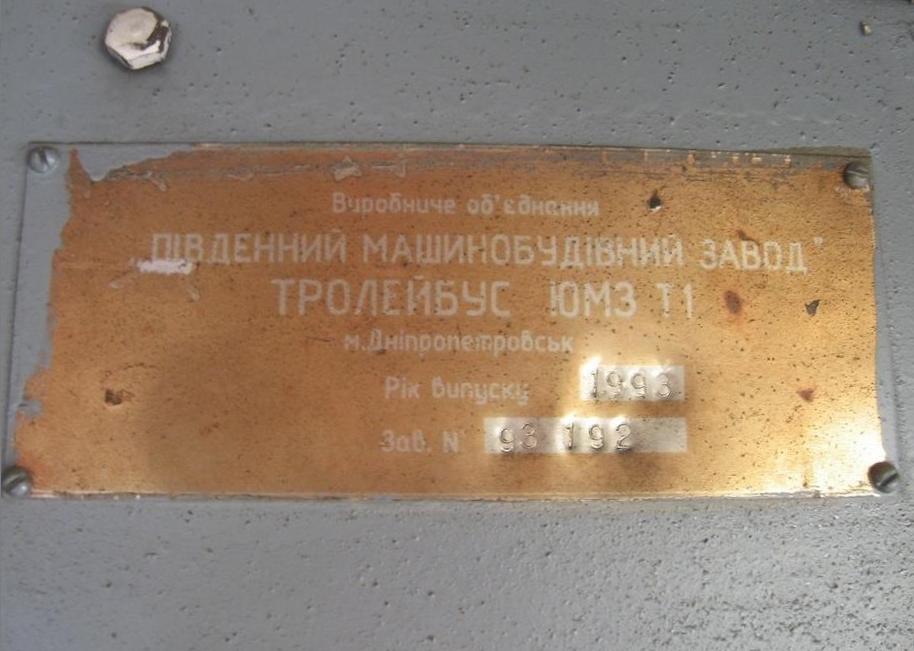 Виробниче об'єднання
ПІВДЕННИЙ МАШИНОБУДІВНИЙ ЗАВОД"
ТРОЛЕЙБУС ЮМЗ Т1
м.Дніпропетровськ
Рік випуску 1993
Зав. N 93 192